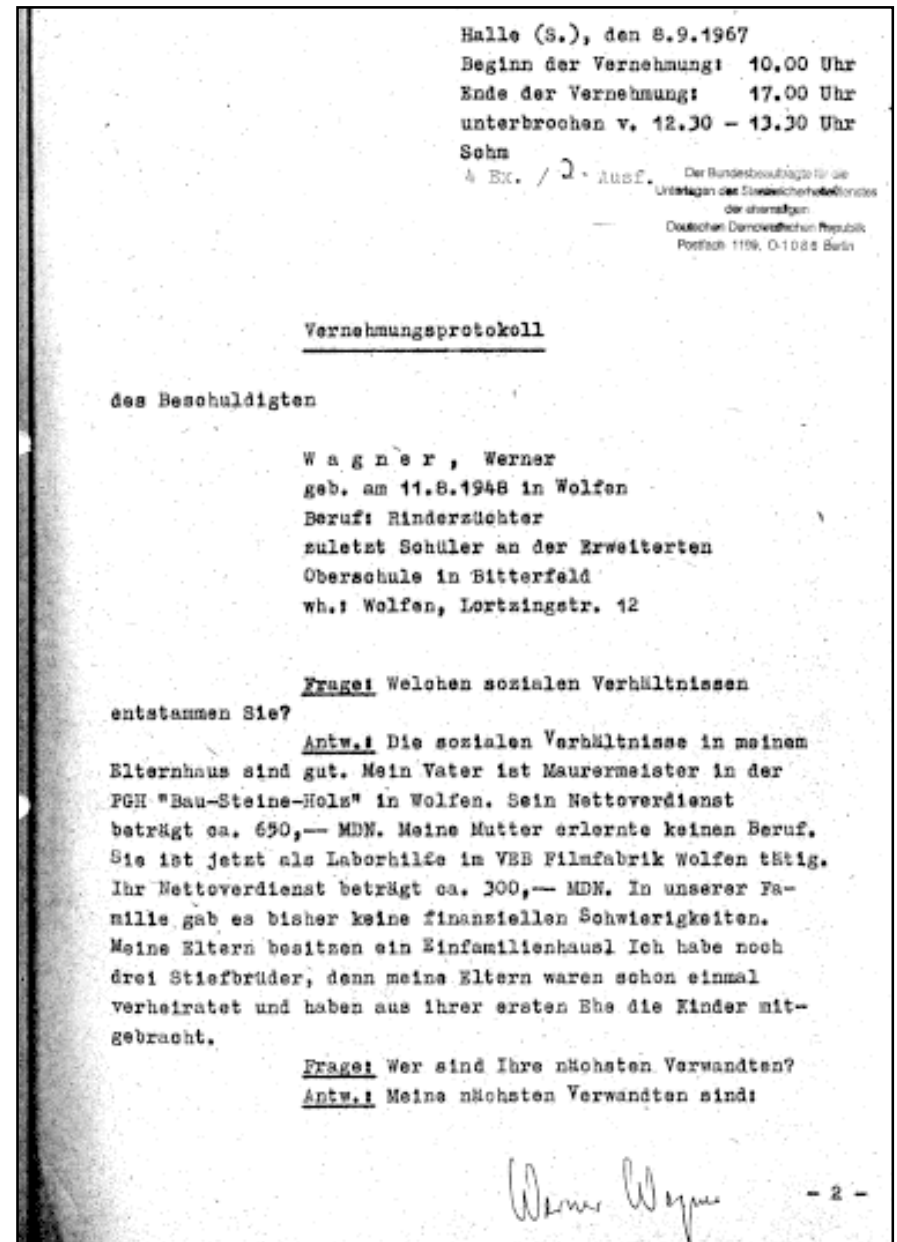 Halle (S.), den 8.9.1967
Beginn der Vernehmung: 10.00 Uhr
Ende der Vernehmung: 17.00 Uhr
unterbrochen v. 12.30 – 13.30 Uhr
Schm
4 Ex. / 2. Ausf.
Der Bundesbeauftragte für die
Unterlagen des Staatssicherheitsdienstes
der ehemaligen
Deutschen Demokratischen Republik
Postfach 1199, O-1086 Berlin
Vernehmungsprotokoll
des Beschuldigten
W a g n e r , Werner
geb. am 11.8.1948 in Wolfen
Beruf: Rinderzüchter
zuletzt Schüler an der Erweiterten
Oberschule in Bitterfeld
wh.: Wolfen, Lortzingstr. 12
Frage: Welchen sozialen Verhältnissen
entstammen Sie?
Antw.: Die sozialen Verhältnisse in meinem
Elternhaus sind gut. Mein Vater ist Maurermeister in der
PGH "Bau-Steine-Holz" in Wolfen. Sein Nettoverdienst
beträgt ca. 650,-- MDN. Meine Mutter erlernte keinen Beruf.
Sie ist jetzt als Laborhilfe im VEB Filmfabrik Wolfen tätig.
Ihr Nettoverdienst beträgt ca. 300,-- MDN. In unserer Fa-
milie gab es bisher keine finanziellen Schwierigkeiten.
Meine Eltern besitzen ein Einfamilienhausl Ich habe noch
drei Stiefbrüder, denn meine Eltern waren schon einmal
verheiratet und haben aus ihrer ersten Ehe die Kinder mit-
gebracht.
Frage: Wer sind Ihre nächsten Verwandten?
Antw.: Meine nächsten Verwandten sind:
Werner Wagner
- 2 -